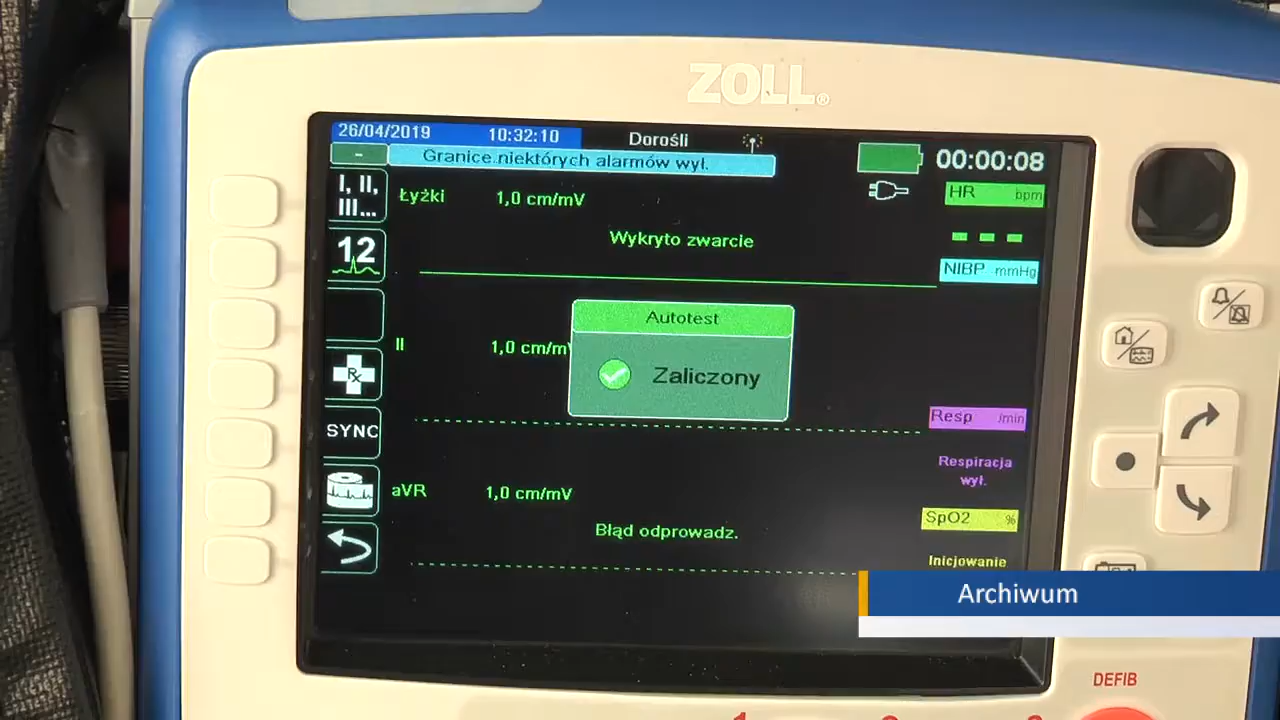 ZOLL®
26/04/2019 10:32:10 Dorośli
- Granice niektórych alarmów wył. 00:00:08
I, II, III... Łyżki 1,0 cm/mV HR bpm
Wykryto zwarcie - - -
12 NIBP mmHg
Autotest
II 1,0 cm/mV
Zaliczony
Rx
Resp /min
SYNC
Respiracja
wył.
aVR 1,0 cm/mV
SpO2 %
Błąd odprowadz.
Inicjowanie
Archiwum
DEFIB